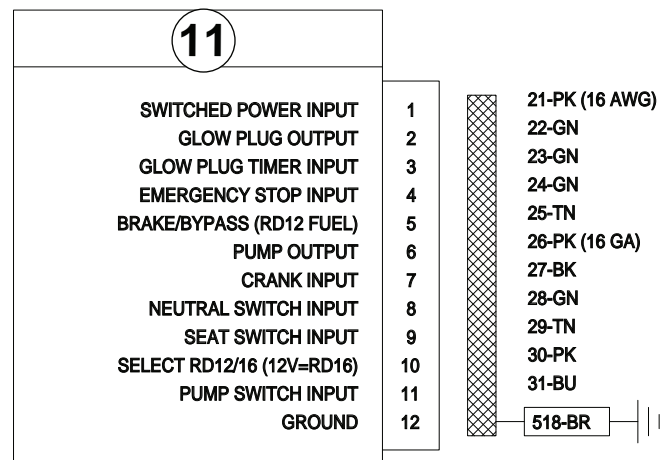 11
SWITCHED POWER INPUT 1 21-PK (16 AWG)
GLOW PLUG OUTPUT 2 22-GN
GLOW PLUG TIMER INPUT 3 23-GN
EMERGENCY STOP INPUT 4 24-GN
BRAKE/BYPASS (RD12 FUEL) 5 25-TN
PUMP OUTPUT 6 26-PK (16 GA)
CRANK INPUT 7 27-BK
NEUTRAL SWITCH INPUT 8 28-GN
SEAT SWITCH INPUT 9 29-TN
SELECT RD12/16 (12V=RD16) 10 30-PK
PUMP SWITCH INPUT 11 31-BU
GROUND 12 518-BR